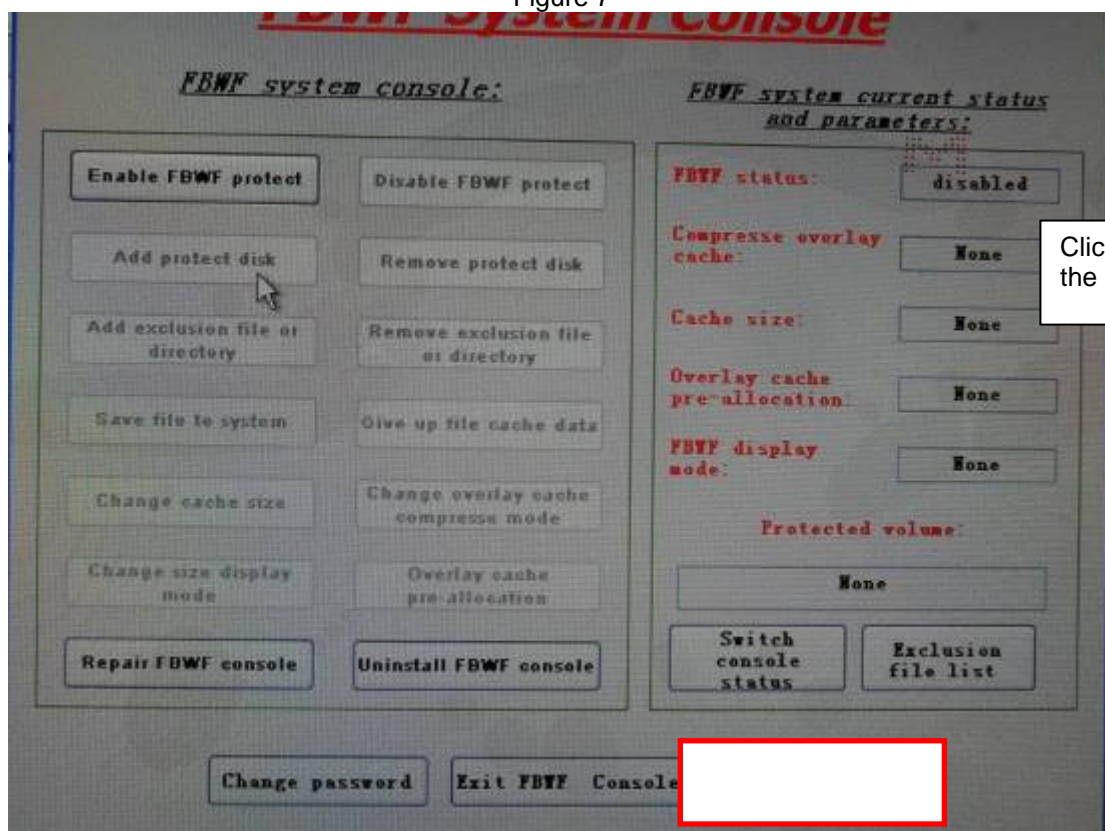 Figure 7
FBWF System Console
FBWF system console:
FBWF system current status
and parameters:
Enable FBWF protect
Disable FBWF protect
Add protect disk
Remove protect disk
Add exclusion file or
directory
Remove exclusion file
or directory
Save file to system
Give up file cache data
Change cache size
Change overlay cache
compresse mode
Change size display
mode
Overlay cache
pre-allocation
Repair FBWF console
Uninstall FBWF console
FBWF status:
disabled
Compresse overlay
cache:
None
Cache size:
None
Overlay cache
pre-allocation:
None
FBWF display
mode:
None
Protected volume:
None
Switch
console
status
Exclusion
file list
Change password
Exit FBWF Console
the